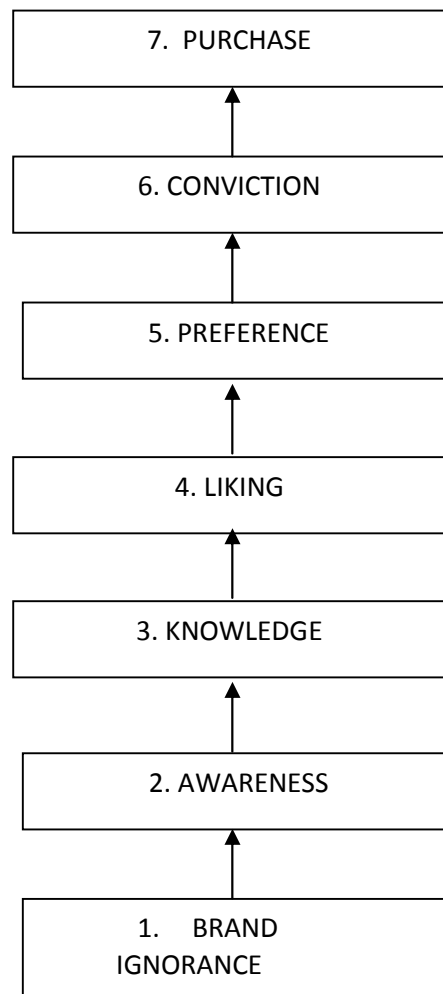 7. PURCHASE
6. CONVICTION
5. PREFERENCE
4. LIKING
3. KNOWLEDGE
2. AWARENESS
1. BRAND
IGNORANCE